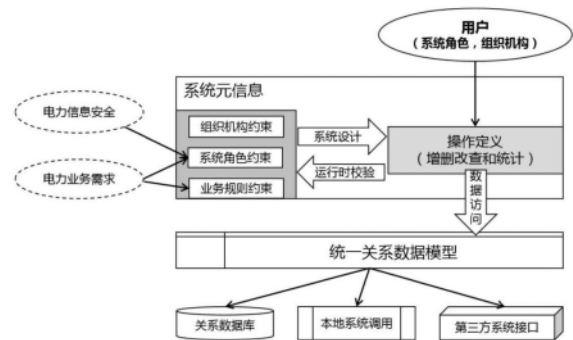 用户
（系统角色，组织机构）
系统元信息
电力信息安全
电力业务需求
组织机构约束
系统角色约束
业务规则约束
系统设计
运行时校验
操作定义
（增删改查和统计）
数据访问
统一关系数据模型
关系数据库
本地系统调用
第三方系统接口